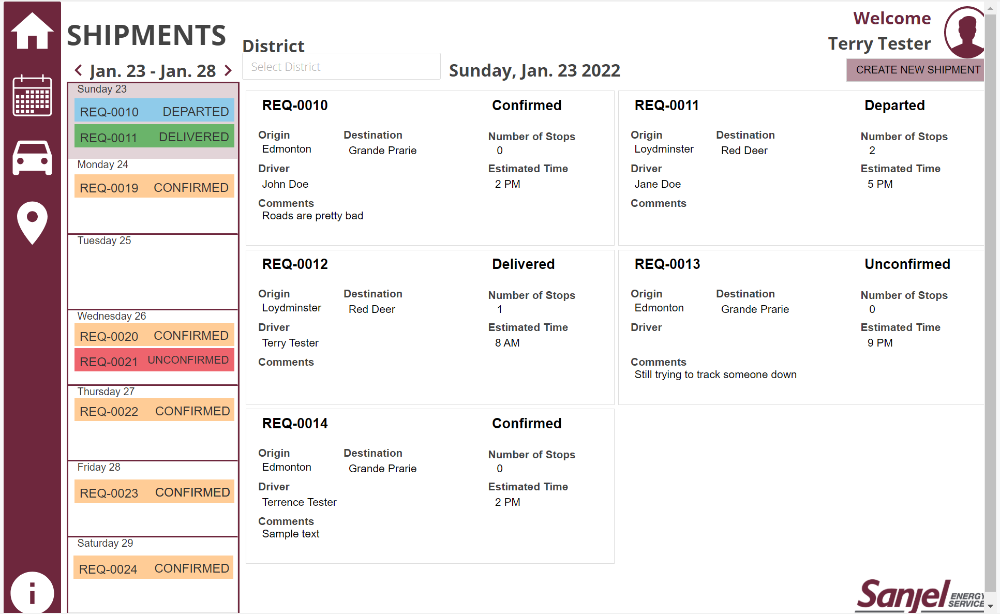 SHIPMENTS
Jan. 23 - Jan. 28
District
Select District
Sunday, Jan. 23 2022
Welcome
Terry Tester
CREATE NEW SHIPMENT
Sunday 23
REQ-0010 DEPARTED
REQ-0011 DELIVERED
Monday 24
REQ-0019 CONFIRMED
Tuesday 25
Wednesday 26
REQ-0020 CONFIRMED
REQ-0021 UNCONFIRMED
Thursday 27
REQ-0022 CONFIRMED
Friday 28
REQ-0023 CONFIRMED
Saturday 29
REQ-0024 CONFIRMED
REQ-0010 Confirmed
Origin Destination Number of Stops
Edmonton Grande Prarie 0
Driver Estimated Time
John Doe 2 PM
Comments
Roads are pretty bad
REQ-0011 Departed
Origin Destination Number of Stops
Loydminster Red Deer 2
Driver Estimated Time
Jane Doe 5 PM
Comments
REQ-0012 Delivered
Origin Destination Number of Stops
Loydminster Red Deer 1
Driver Estimated Time
Terry Tester 8 AM
Comments
REQ-0013 Unconfirmed
Origin Destination Number of Stops
Edmonton Grande Prarie 0
Driver Estimated Time
9 PM
Comments
Still trying to track someone down
REQ-0014 Confirmed
Origin Destination Number of Stops
Edmonton Grande Prarie 0
Driver Estimated Time
Terrence Tester 2 PM
Comments
Sample text
Sanjel ENERGY
SERVICE
i